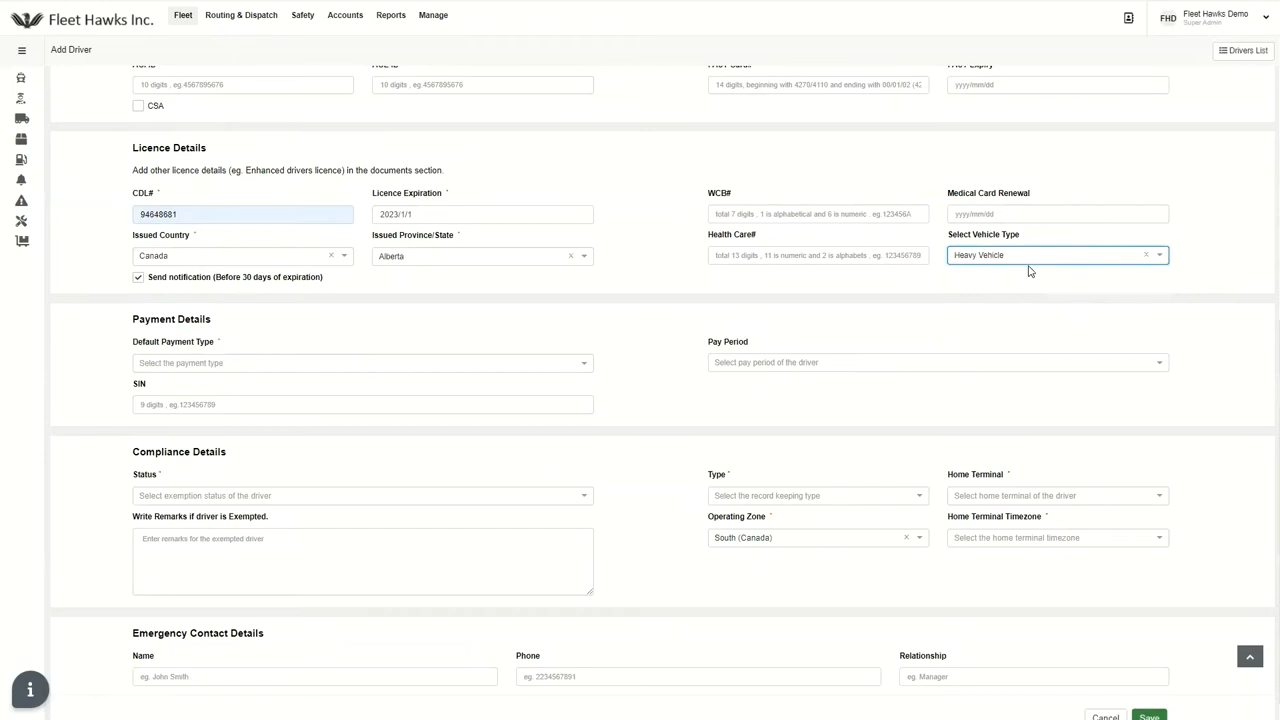 Fleet Hawks Inc.
Fleet
Routing & Dispatch
Safety
Accounts
Reports
Manage
FHD
Fleet Hawks Demo
Super Admin
Add Driver
Drivers List
10 digits , eg.4567895676
10 digits , eg.4567895676
14 digits, beginning with 4270/4110 and ending with 00/01/02 (42
yyyy/mm/dd
CSA
Licence Details
Add other licence details (eg. Enhanced drivers licence) in the documents section.
CDL# *
Licence Expiration *
WCB#
Medical Card Renewal
94648681
2023/1/1
total 7 digits , 1 is alphabetical and 6 is numeric , eg.123456A
yyyy/mm/dd
Issued Country *
Issued Province/State *
Health Care#
Select Vehicle Type
Canada
Alberta
total 13 digits , 11 is numeric and 2 is alphabets , eg. 123456789
Heavy Vehicle
Send notification (Before 30 days of expiration)
Payment Details
Default Payment Type *
Pay Period
Select the payment type
Select pay period of the driver
SIN
9 digits , eg.123456789
Compliance Details
Status *
Type *
Home Terminal *
Select exemption status of the driver
Select the record keeping type
Select home terminal of the driver
Write Remarks if driver is Exempted.
Operating Zone *
Home Terminal Timezone *
Enter remarks for the exempted driver
South (Canada)
Select the home terminal timezone
Emergency Contact Details
Name
Phone
Relationship
eg. John Smith
eg. 2234567891
eg. Manager
Cancel
Save